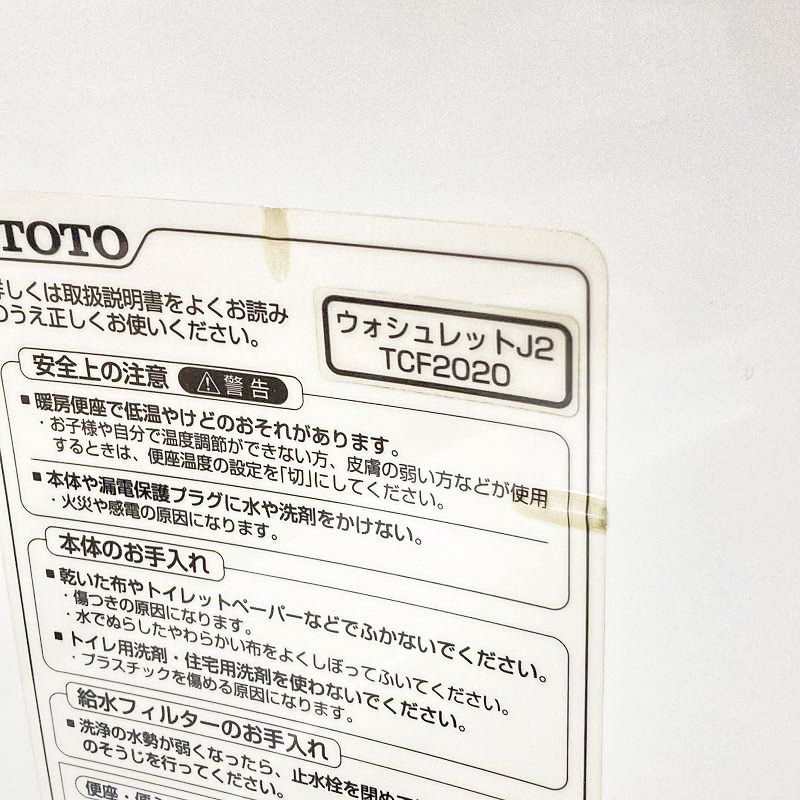 TOTO
しくは取扱説明書をよくお読み
うえ正しくお使いください。
ウォシュレットJ2
TCF2020
安全上の注意 警告
■暖房便座で低温やけどのおそれがあります。
・お子様や自分で温度調節ができない方、皮膚の弱い方などが使用
するときは、便座温度の設定を「切」にしてください。
■本体や漏電保護プラグに水や洗剤をかけない。
・火災や感電の原因になります。
本体のお手入れ
■乾いた布やトイレットペーパーなどでふかないでください。
・傷つきの原因になります。
・水でぬらしたやわらかい布をよくしぼってふいてください。
■トイレ用洗剤・住宅用洗剤を使わないでください。
・プラスチックを傷める原因になります。
給水フィルターのお手入れ
■洗浄の水勢が弱くなったら、止水栓を閉め
のそうじを行ってください。
便座・便